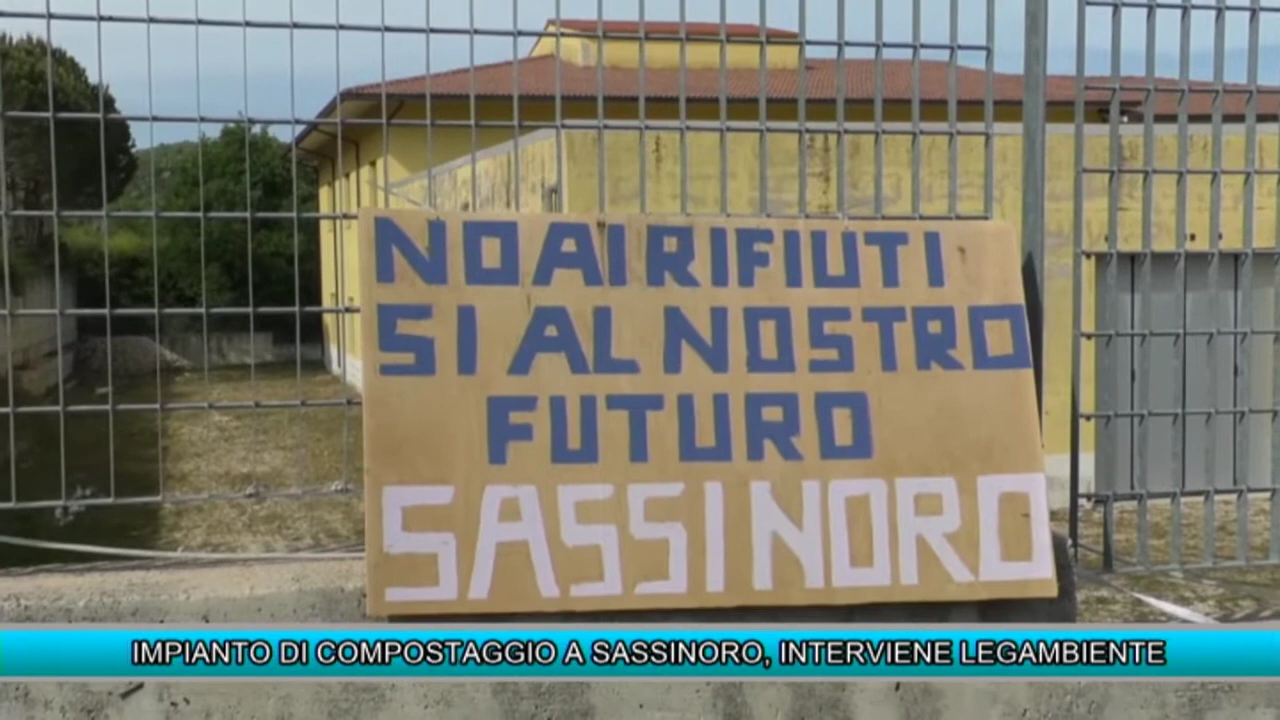 NO AI RIFIUTI
SI AL NOSTRO
FUTURO
SASSINORO
IMPIANTO DI COMPOSTAGGIO A SASSINORO, INTERVIENE LEGAMBIENTE